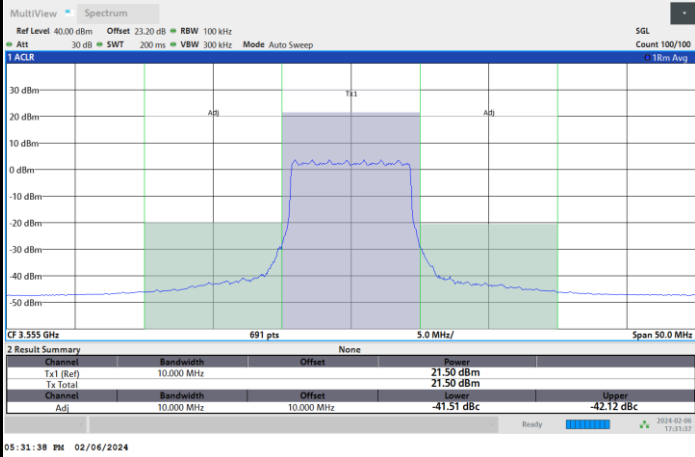 MultiView Spectrum
Ref Level 40.00 dBm Offset 23.20 dB RBW 100 kHz SGL
Att 30 dB SWT 200 ms VBW 300 kHz Mode Auto Sweep Count 100/100
1 ACLR 1Rm Avg
30 dBm
Tx1
20 dBm
Adj Adj
10 dBm
0 dBm
-10 dBm
-20 dBm
-30 dBm
-40 dBm
-50 dBm
CF 3.555 GHz 691 pts 5.0 MHz/ Span 50.0 MHz
2 Result Summary None
Channel Bandwidth Offset Power
Tx1 (Ref) 10.000 MHz 21.50 dBm
Tx Total 21.50 dBm
Channel Bandwidth Offset Lower Upper
Adj 10.000 MHz 10.000 MHz -41.51 dBc -42.12 dBc
Ready 2024-02-06
17:31:37
05:31:38 PM 02/06/2024